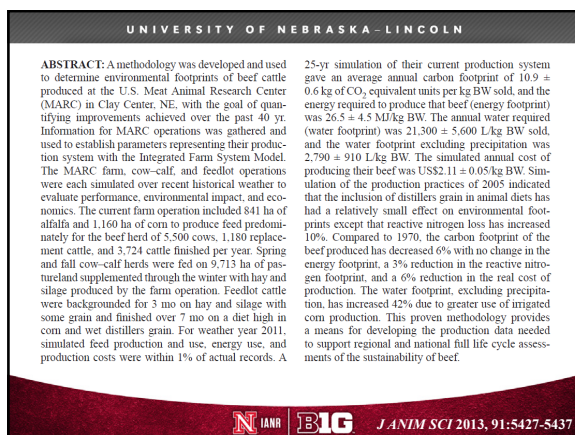 UNIVERSITY OF NEBRASKA–LINCOLN
ABSTRACT: A methodology was developed and used
to determine environmental footprints of beef cattle
produced at the U.S. Meat Animal Research Center
(MARC) in Clay Center, NE, with the goal of quan-
tifying improvements achieved over the past 40 yr.
Information for MARC operations was gathered and
used to establish parameters representing their produc-
tion system with the Integrated Farm System Model.
The MARC farm, cow–calf, and feedlot operations
were each simulated over recent historical weather to
evaluate performance, environmental impact, and eco-
nomics. The current farm operation included 841 ha of
alfalfa and 1,160 ha of corn to produce feed predomi-
nately for the beef herd of 5,500 cows, 1,180 replace-
ment cattle, and 3,724 cattle finished per year. Spring
and fall cow–calf herds were fed on 9,713 ha of pas-
tureland supplemented through the winter with hay and
silage produced by the farm operation. Feedlot cattle
were backgrounded for 3 mo on hay and silage with
some grain and finished over 7 mo on a diet high in
corn and wet distillers grain. For weather year 2011,
simulated feed production and use, energy use, and
production costs were within 1% of actual records. A
25-yr simulation of their current production system
gave an average annual carbon footprint of 10.9 ±
0.6 kg of CO₂ equivalent units per kg BW sold, and the
energy required to produce that beef (energy footprint)
was 26.5 ± 4.5 MJ/kg BW. The annual water required
(water footprint) was 21,300 ± 5,600 L/kg BW sold,
and the water footprint excluding precipitation was
2,790 ± 910 L/kg BW. The simulated annual cost of
producing their beef was US$2.11 ± 0.05/kg BW. Sim-
ulation of the production practices of 2005 indicated
that the inclusion of distillers grain in animal diets has
had a relatively small effect on environmental foot-
prints except that reactive nitrogen loss has increased
10%. Compared to 1970, the carbon footprint of the
beef produced has decreased 6% with no change in the
energy footprint, a 3% reduction in the reactive nitro-
gen footprint, and a 6% reduction in the real cost of
production. The water footprint, excluding precipita-
tion, has increased 42% due to greater use of irrigated
corn production. This proven methodology provides
a means for developing the production data needed
to support regional and national full life cycle assess-
ments of the sustainability of beef.
N IANR B1G J ANIM SCI 2013, 91:5427-5437